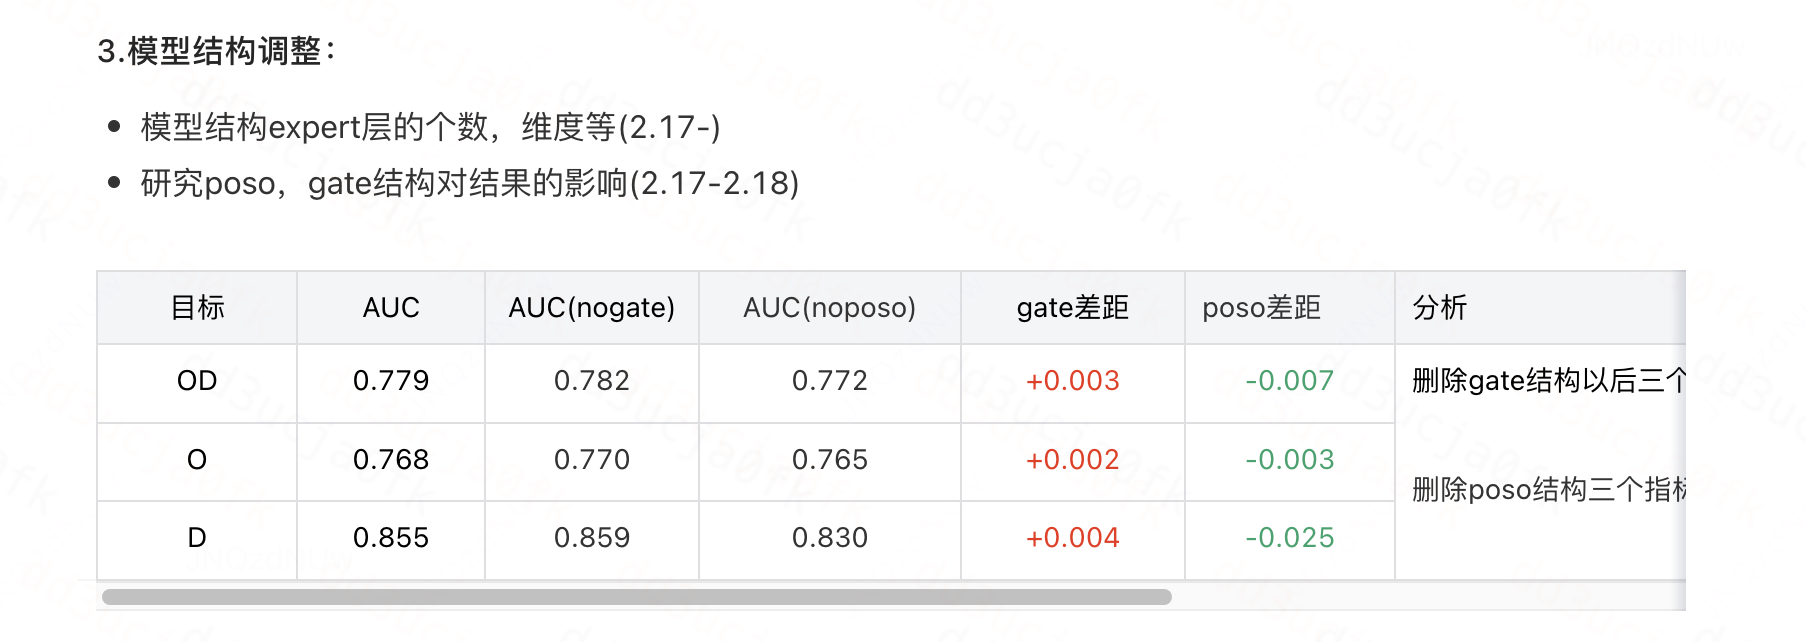 3.模型结构调整：
模型结构expert层的个数，维度等(2.17-)
研究poso，gate结构对结果的影响(2.17-2.18)
目标 AUC AUC(nogate) AUC(noposo) gate差距 poso差距 分析
OD 0.779 0.782 0.772 +0.003 -0.007 删除gate结构以后三个
O 0.768 0.770 0.765 +0.002 -0.003
删除poso结构三个指标
D 0.855 0.859 0.830 +0.004 -0.025
dd3ucja0fk